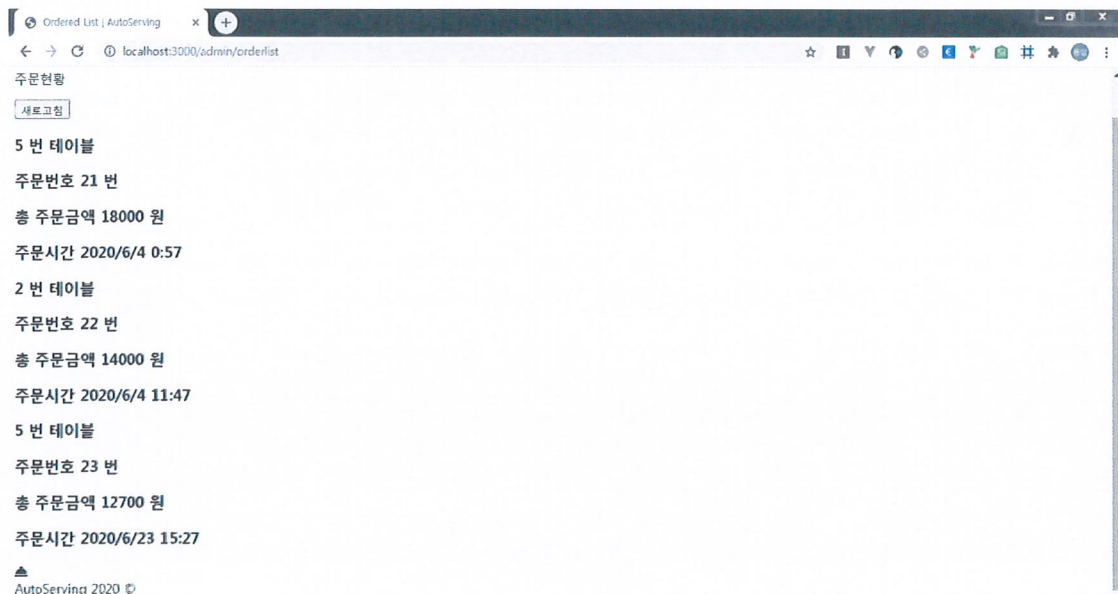 Ordered List | AutoServing
localhost:3000/admin/orderlist
주문현황
새로고침
5 번 테이블
주문번호 21 번
총 주문금액 18000 원
주문시간 2020/6/4 0:57
2 번 테이블
주문번호 22 번
총 주문금액 14000 원
주문시간 2020/6/4 11:47
5 번 테이블
주문번호 23 번
총 주문금액 12700 원
주문시간 2020/6/23 15:27
AutoServing 2020 ©